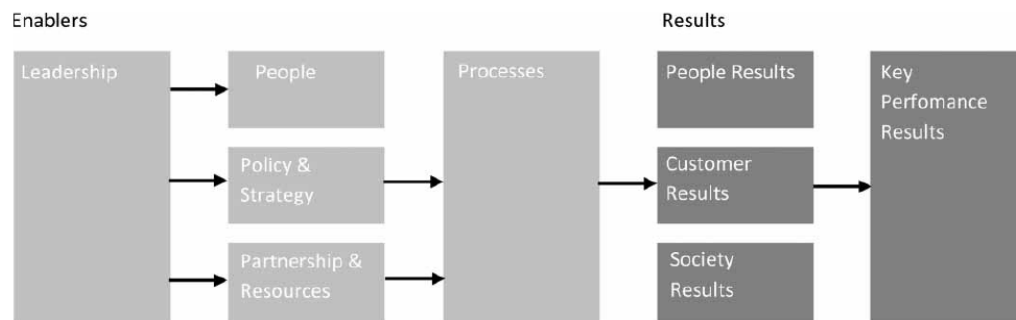 Enablers
Results
Leadership
People
Processes
People Results
Key
Perfomance
Results
Policy &
Strategy
Customer
Results
Partnership &
Resources
Society
Results